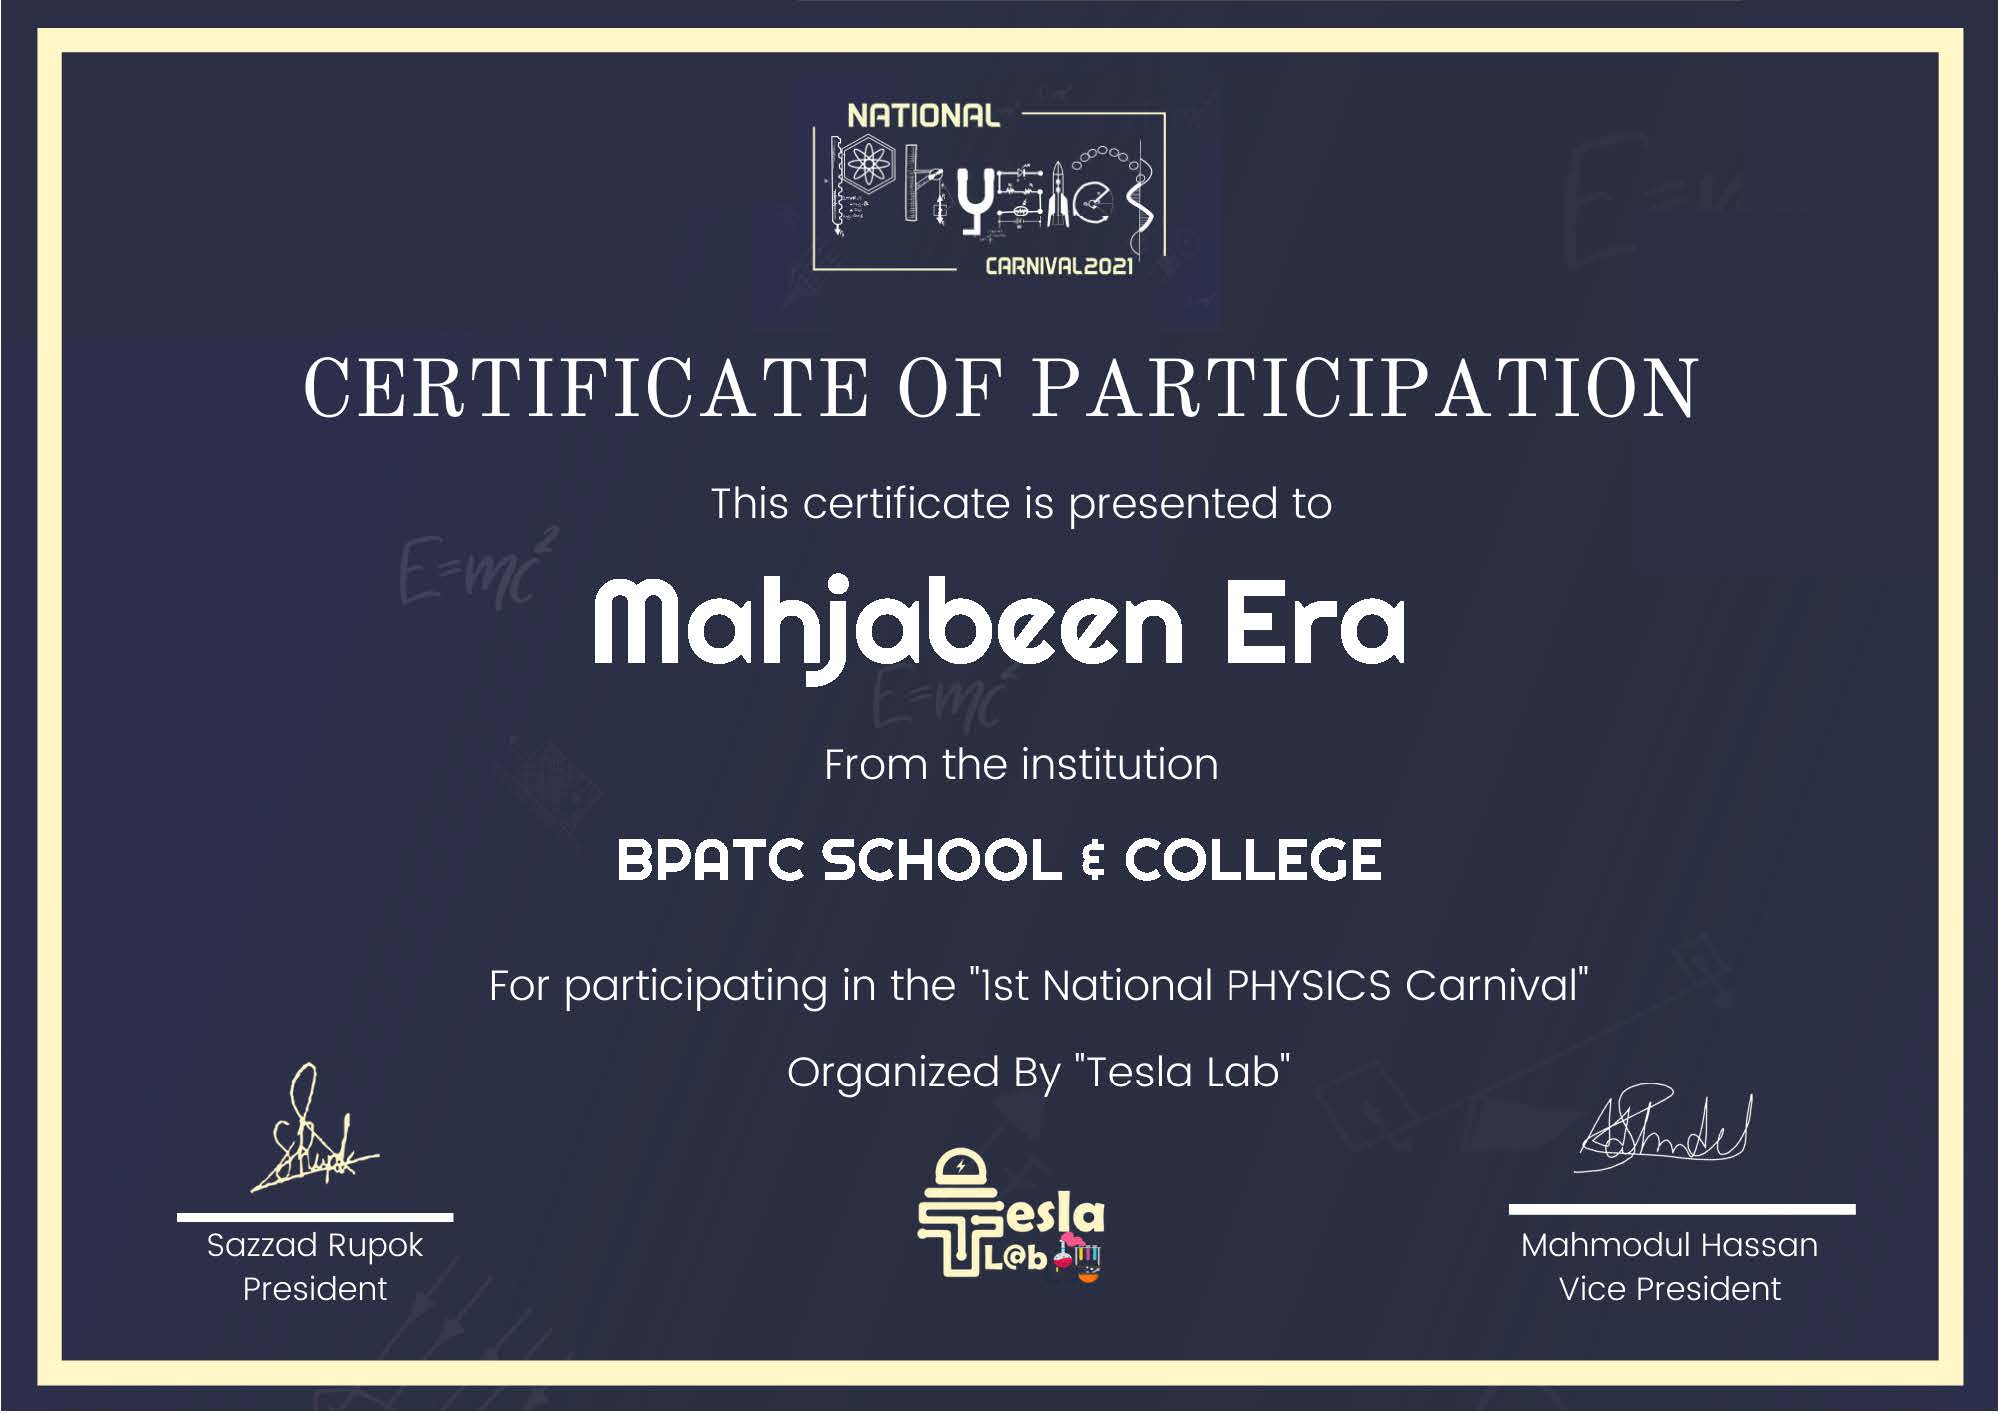 NATIONAL
Physics
CARNIVAL2021
CERTIFICATE OF PARTICIPATION
This certificate is presented to
E=mc²
Mahjabeen Era
E=mc²
From the institution
BPATC SCHOOL & COLLEGE
For participating in the "1st National PHYSICS Carnival"
Organized By "Tesla Lab"
Tesla
L@b
Sazzad Rupok
President
Mahmodul Hassan
Vice President